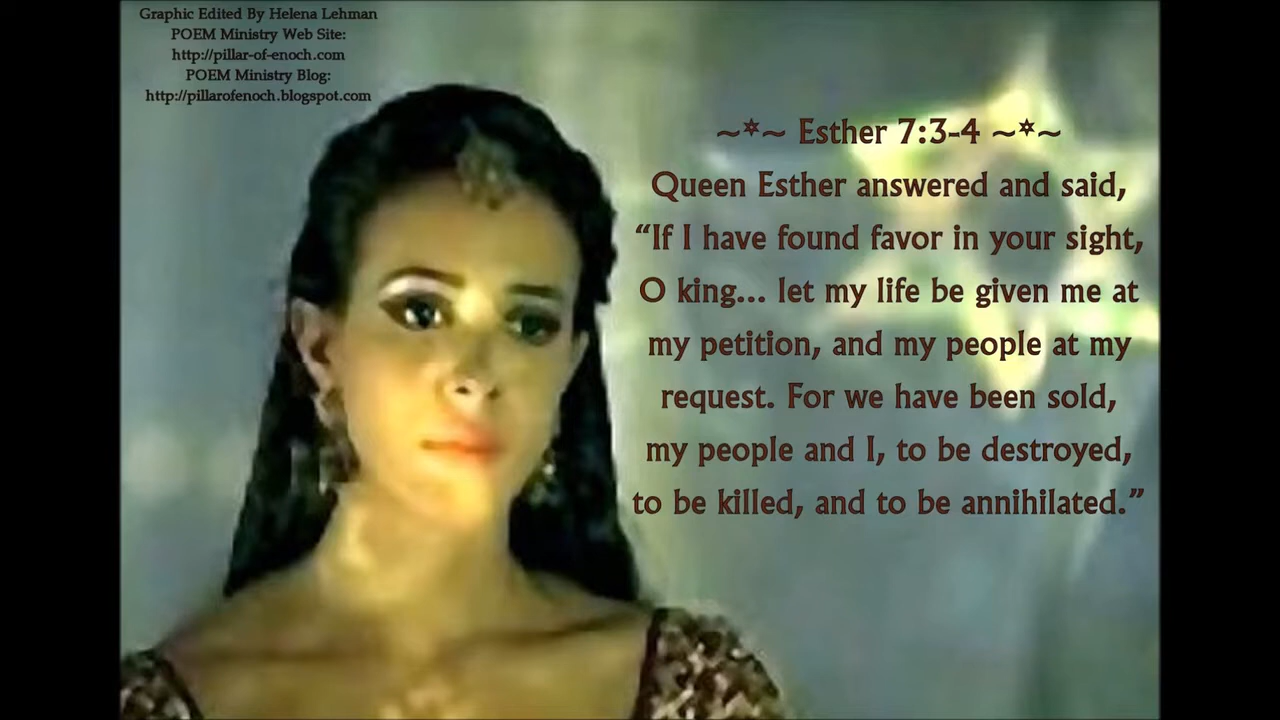 Graphic Edited By Helena Lehman
POEM Ministry Web Site:
http://pillar-of-enoch.com
POEM Ministry Blog:
http://pillarofenoch.blogspot.com
~*~ Esther 7:3-4 ~*~
Queen Esther answered and said,
“If I have found favor in your sight,
O king... let my life be given me at
my petition, and my people at my
request. For we have been sold,
my people and I, to be destroyed,
to be killed, and to be annihilated.”